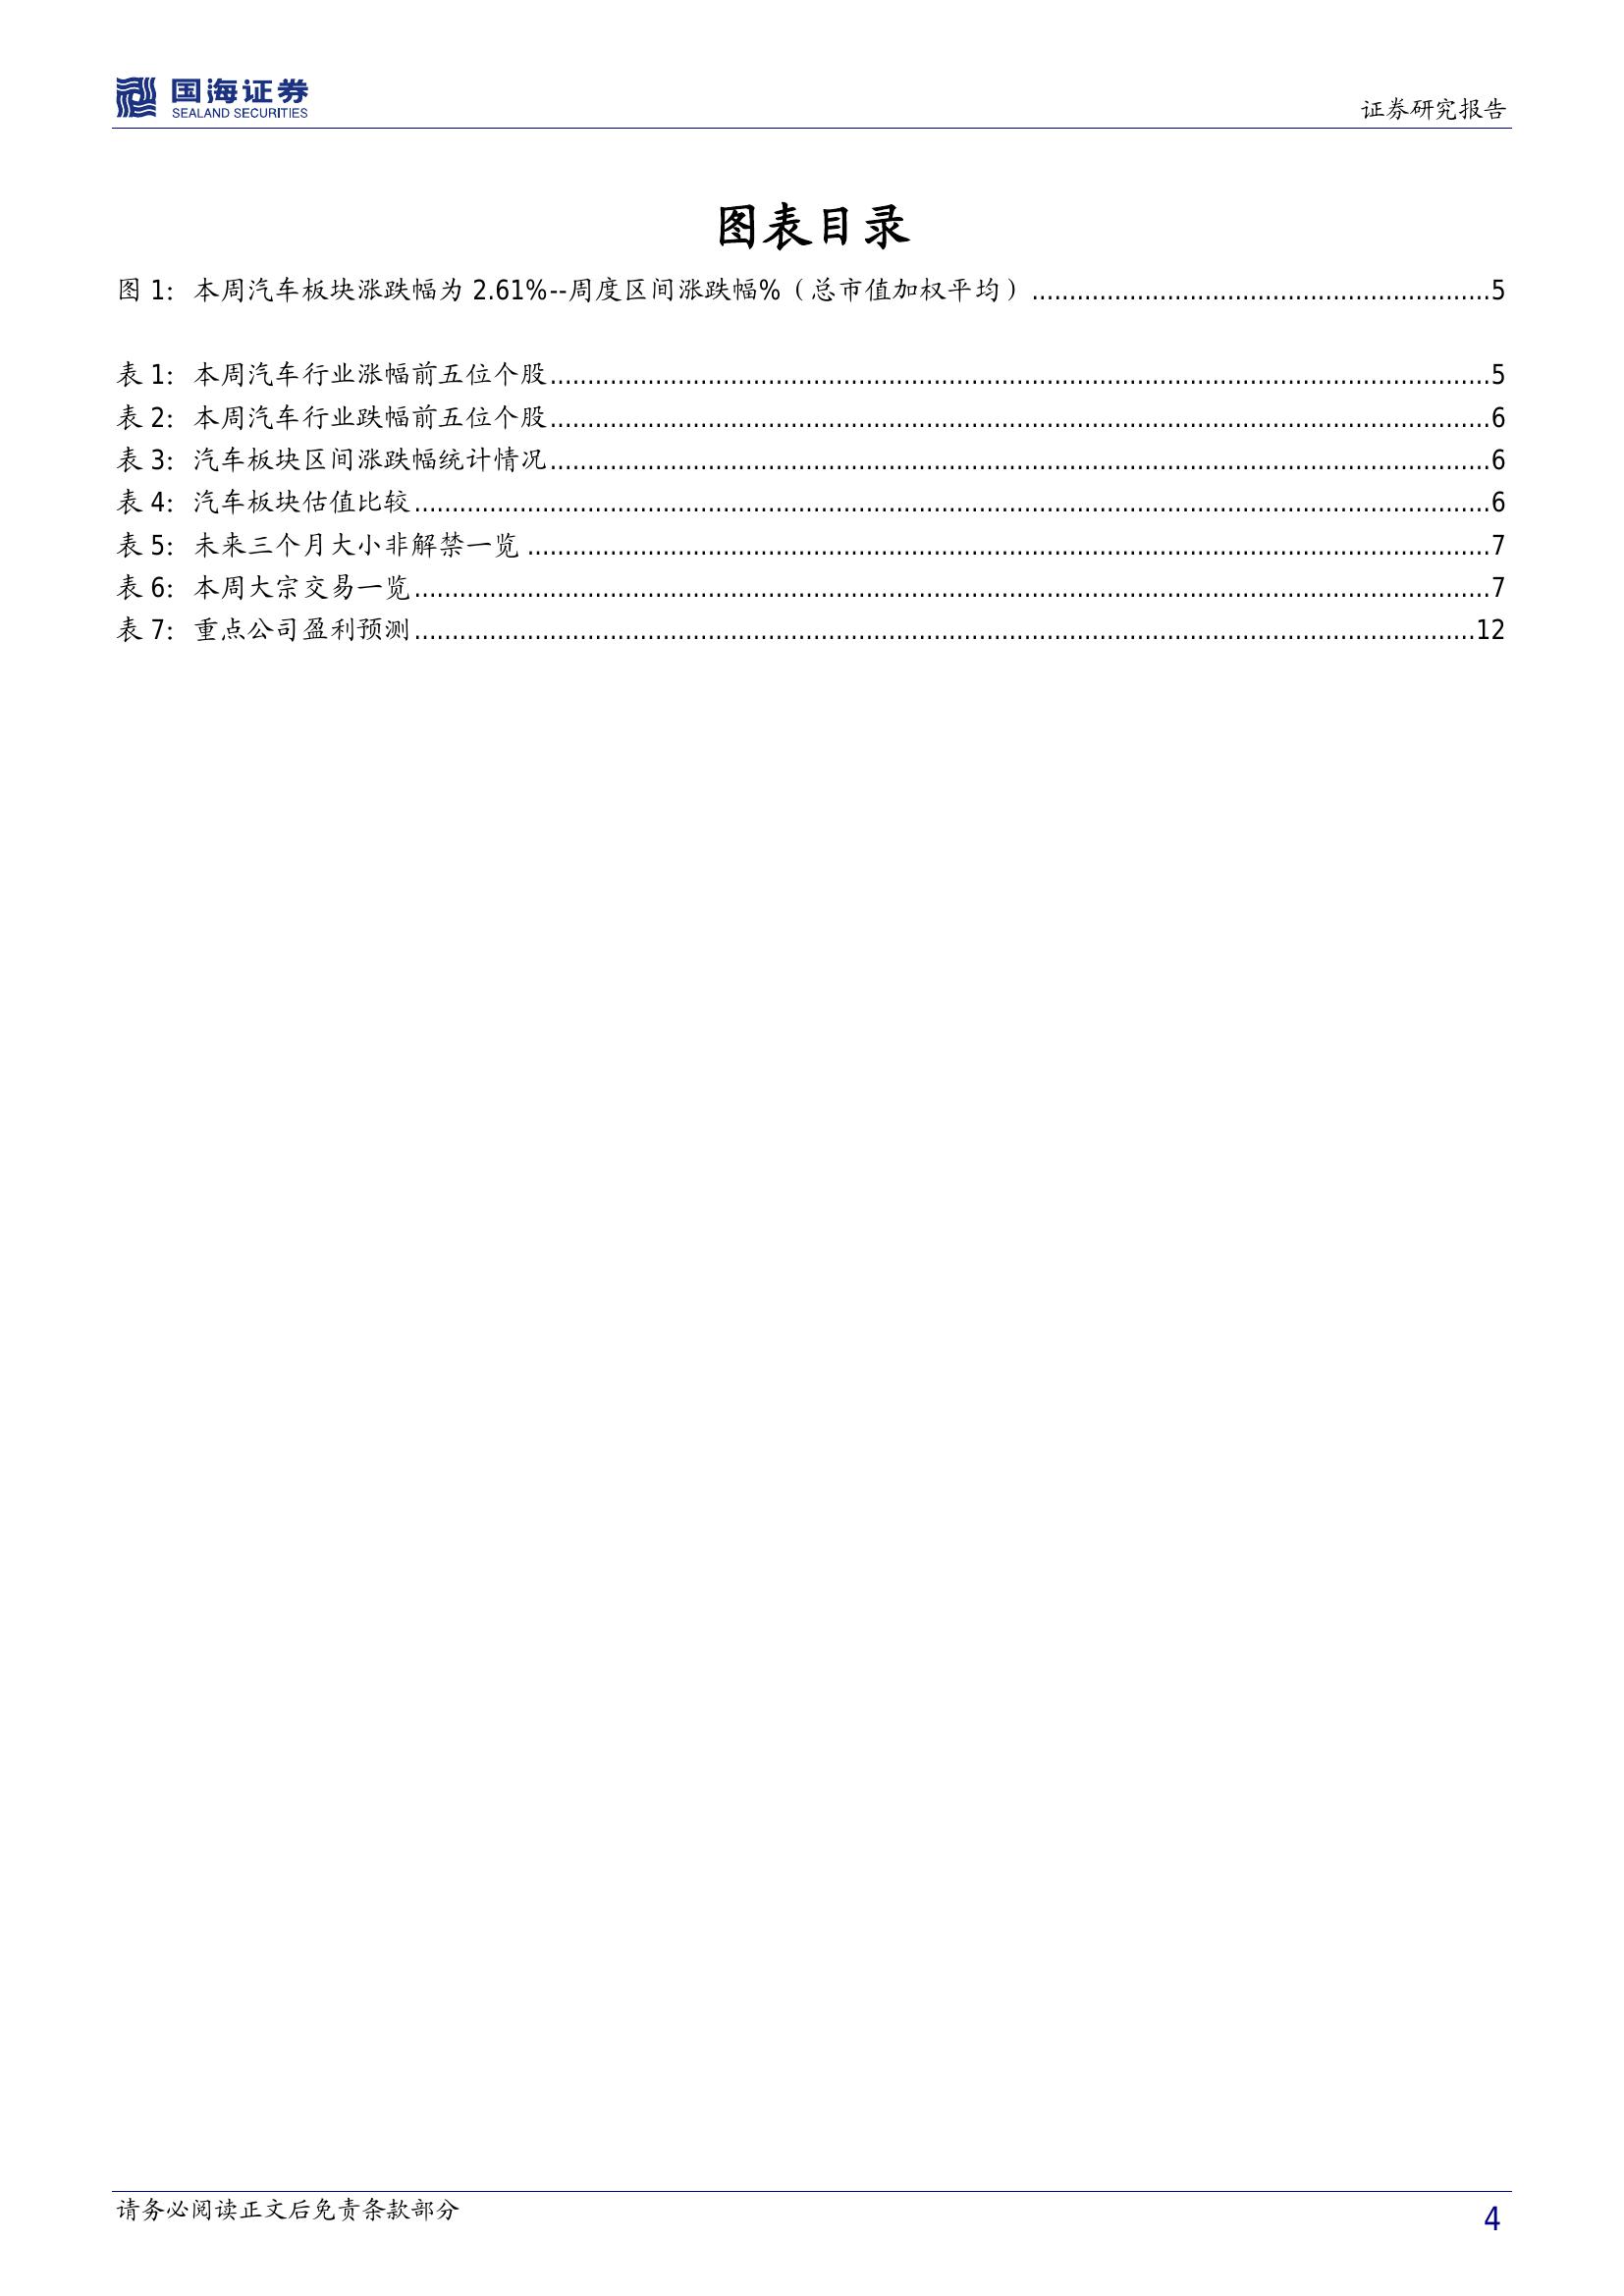 国海证券
SEALAND SECURITIES
证券研究报告
图表目录
图 1：本周汽车板块涨跌幅为 2.61%--周度区间涨跌幅%（总市值加权平均）...............5
表 1：本周汽车行业涨幅前五位个股...............5
表 2：本周汽车行业跌幅前五位个股...............6
表 3：汽车板块区间涨跌幅统计情况...............6
表 4：汽车板块估值比较...............6
表 5：未来三个月大小非解禁一览...............7
表 6：本周大宗交易一览...............7
表 7：重点公司盈利预测...............12
请务必阅读正文后免责条款部分
4